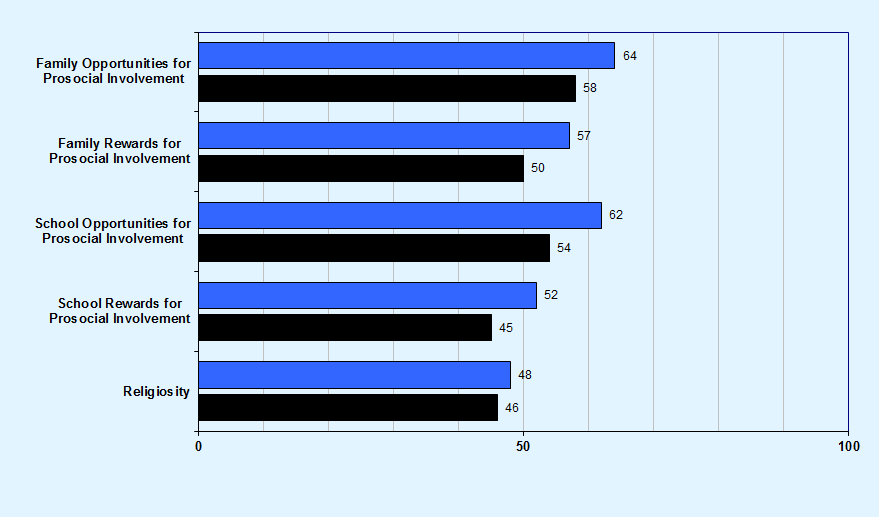 Family Opportunities for
Prosocial Involvement
64
58
Family Rewards for
Prosocial Involvement
57
50
School Opportunities for
Prosocial Involvement
62
54
School Rewards for
Prosocial Involvement
52
45
Religiosity
48
46
0 50 100